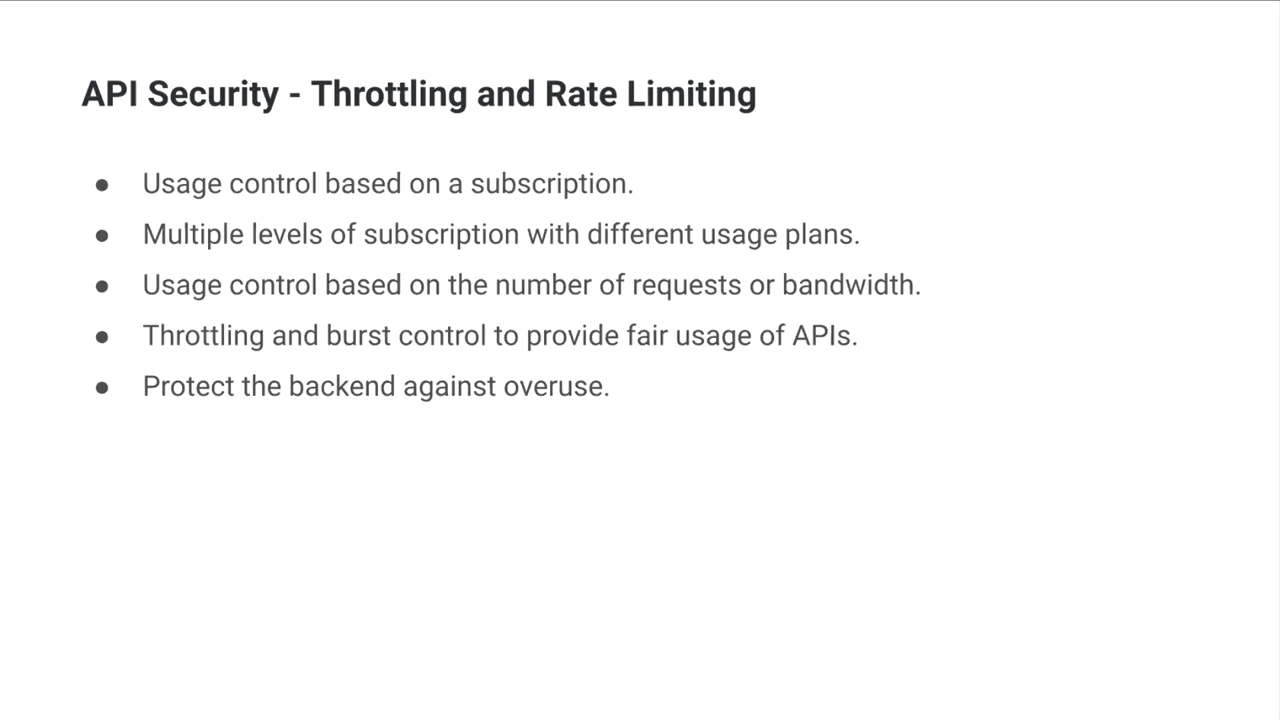 API Security - Throttling and Rate Limiting
● Usage control based on a subscription.
● Multiple levels of subscription with different usage plans.
● Usage control based on the number of requests or bandwidth.
● Throttling and burst control to provide fair usage of APIs.
● Protect the backend against overuse.